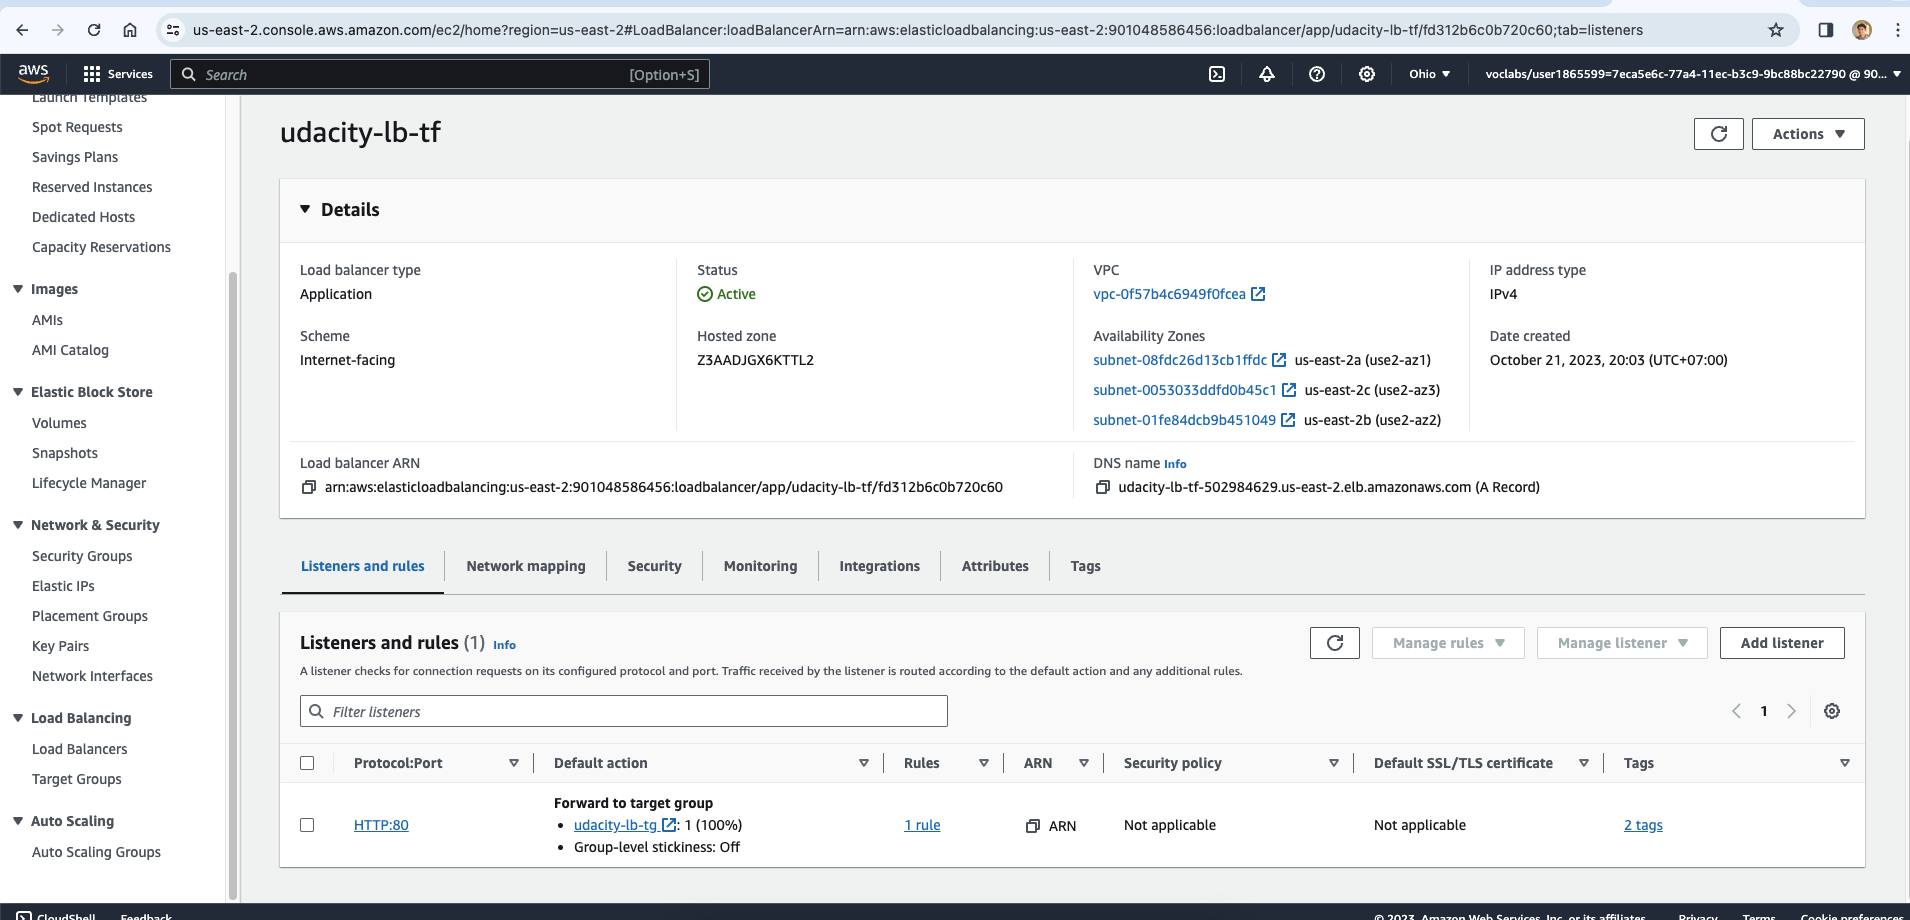 us-east-2.console.aws.amazon.com/ec2/home?region=us-east-2#LoadBalancer:loadBalancerArn=arn:aws:elasticloadbalancing:us-east-2:901048586456:loadbalancer/app/udacity-lb-tf/fd312b6c0b720c60;tab=listeners
aws Services Search [Option+S] Ohio voclabs/user1865599=7eca5e6c-77a4-11ec-b3c9-9bc88bc22790 @ 90...
Launch Templates
Spot Requests
Savings Plans
Reserved Instances
Dedicated Hosts
Capacity Reservations
Images
AMIs
AMI Catalog
Elastic Block Store
Volumes
Snapshots
Lifecycle Manager
Network & Security
Security Groups
Elastic IPs
Placement Groups
Key Pairs
Network Interfaces
Load Balancing
Load Balancers
Target Groups
Auto Scaling
Auto Scaling Groups
udacity-lb-tf
Actions
Details
Load balancer type
Application
Status
Active
VPC
vpc-0f57b4c6949f0fcea
IP address type
IPv4
Scheme
Internet-facing
Hosted zone
Z3AADJGX6KTTL2
Availability Zones
subnet-08fdc26d13cb1ffdc us-east-2a (use2-az1)
subnet-0053033ddfd0b45c1 us-east-2c (use2-az3)
subnet-01fe84dcb9b451049 us-east-2b (use2-az2)
Date created
October 21, 2023, 20:03 (UTC+07:00)
Load balancer ARN
arn:aws:elasticloadbalancing:us-east-2:901048586456:loadbalancer/app/udacity-lb-tf/fd312b6c0b720c60
DNS name Info
udacity-lb-tf-502984629.us-east-2.elb.amazonaws.com (A Record)
Listeners and rules Network mapping Security Monitoring Integrations Attributes Tags
Listeners and rules (1) Info
Manage rules Manage listener Add listener
A listener checks for connection requests on its configured protocol and port. Traffic received by the listener is routed according to the default action and any additional rules.
Filter listeners
1
Protocol:Port Default action Rules ARN Security policy Default SSL/TLS certificate Tags
Forward to target group
HTTP:80 • udacity-lb-tg : 1 (100%) 1 rule ARN Not applicable Not applicable 2 tags
• Group-level stickiness: Off
CloudShell Feedback © 2023, Amazon Web Services, Inc. or its affiliates. Privacy Terms Cookie preferences